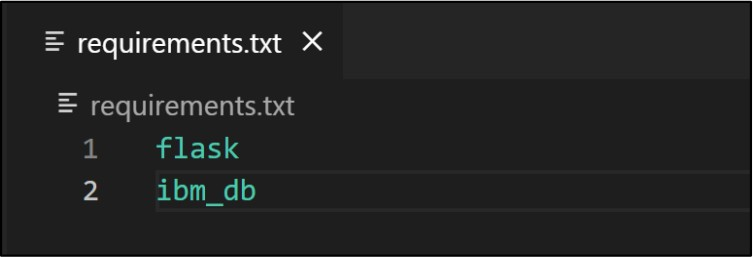 requirements.txt
requirements.txt
1 flask
2 ibm_db